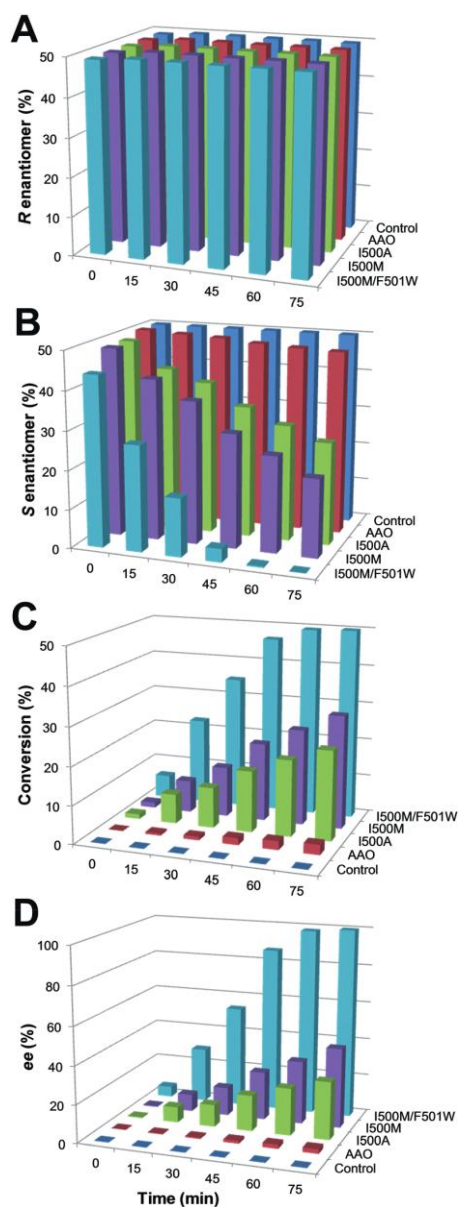 A
R enantiomer (%)
50
40
30
20
10
0
0 15 30 45 60 75
Control
AAO
I500A
I500M
I500M/F501W
B
S enantiomer (%)
50
40
30
20
10
0
0 15 30 45 60 75
Control
AAO
I500A
I500M
I500M/F501W
C
Conversion (%)
50
40
30
20
10
0
0 15 30 45 60 75
I500M/F501W
I500M
I500A
AAO
Control
D
ee (%)
100
80
60
40
20
0
0 15 30 45 60 75
I500M/F501W
I500M
I500A
AAO
Control
Time (min)